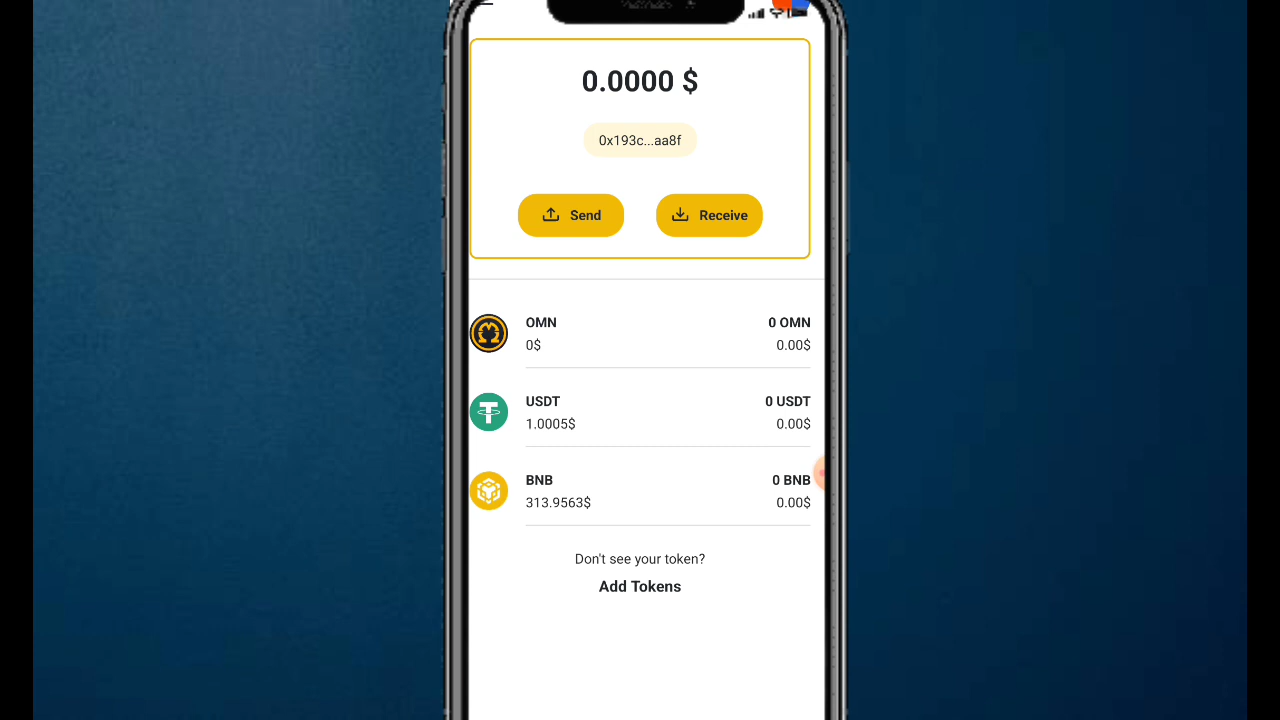 0.0000 $
0x193c...aa8f
Send
Receive
OMN
0 OMN
0$
0.00$
USDT
0 USDT
1.0005$
0.00$
BNB
0 BNB
313.9563$
0.00$
Don't see your token?
Add Tokens